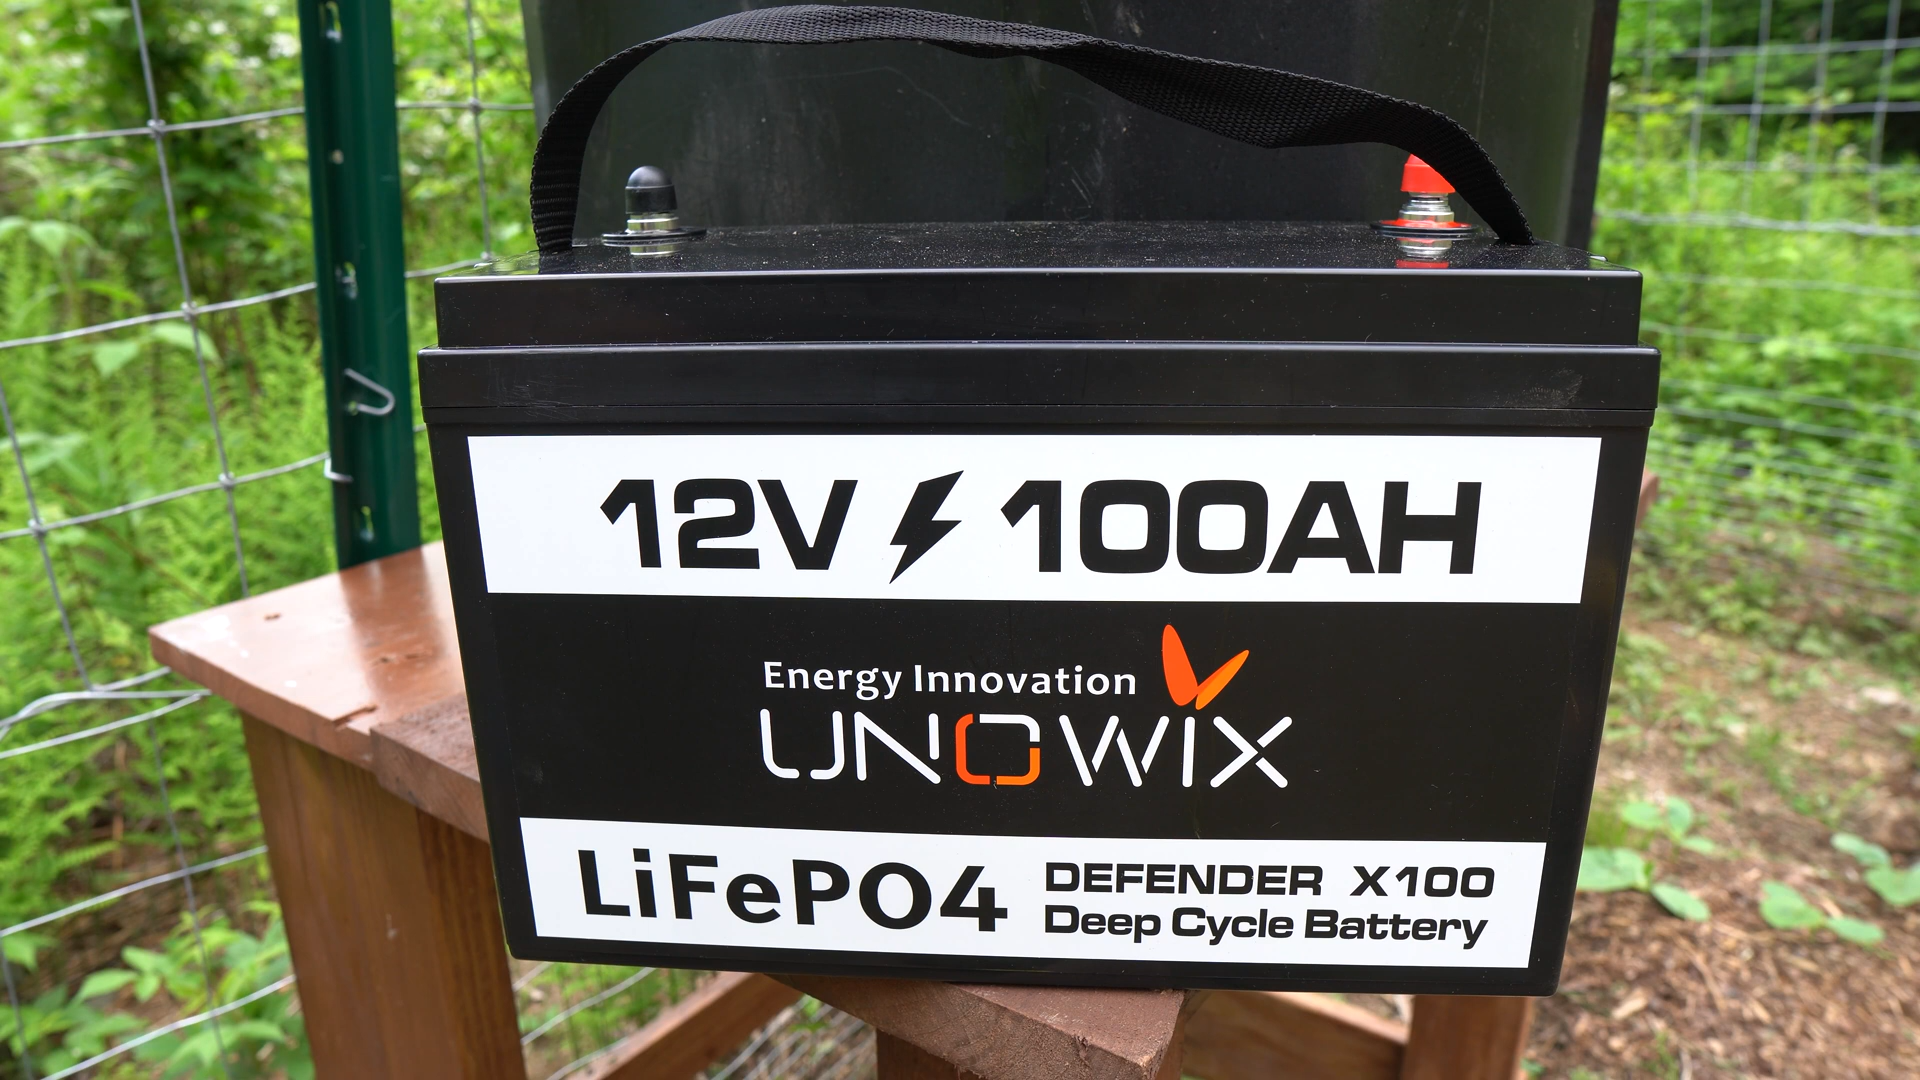 12V 100AH
Energy Innovation
UNOWIX
LiFePO4
DEFENDER X100
Deep Cycle Battery